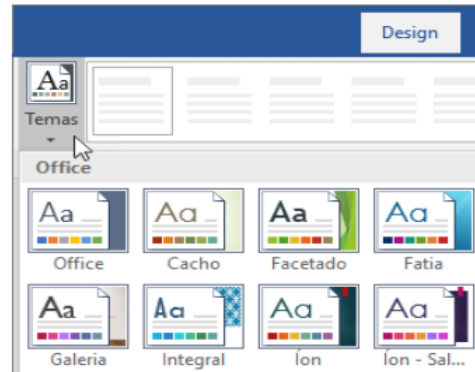 Design
Aa
Temas
Office
Aa Aa Aa Aa
Office Cacho Facetado Fatia
Aa Aa Aa Aa
Galeria Integral Íon Íon - Sal...